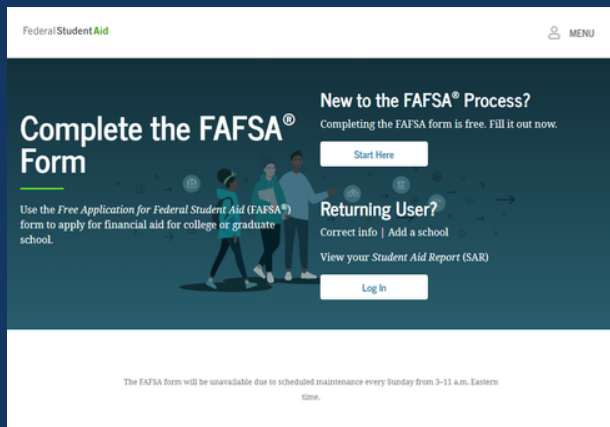 Federal Student Aid
MENU
Complete the FAFSA®
Form
Use the Free Application for Federal Student Aid (FAFSA®)
form to apply for financial aid for college or graduate
school.
New to the FAFSA® Process?
Completing the FAFSA form is free. Fill it out now.
Start Here
Returning User?
Correct info | Add a school
View your Student Aid Report (SAR)
Log In
The FAFSA form will be unavailable due to scheduled maintenance every Sunday from 3–11 a.m. Eastern
time.